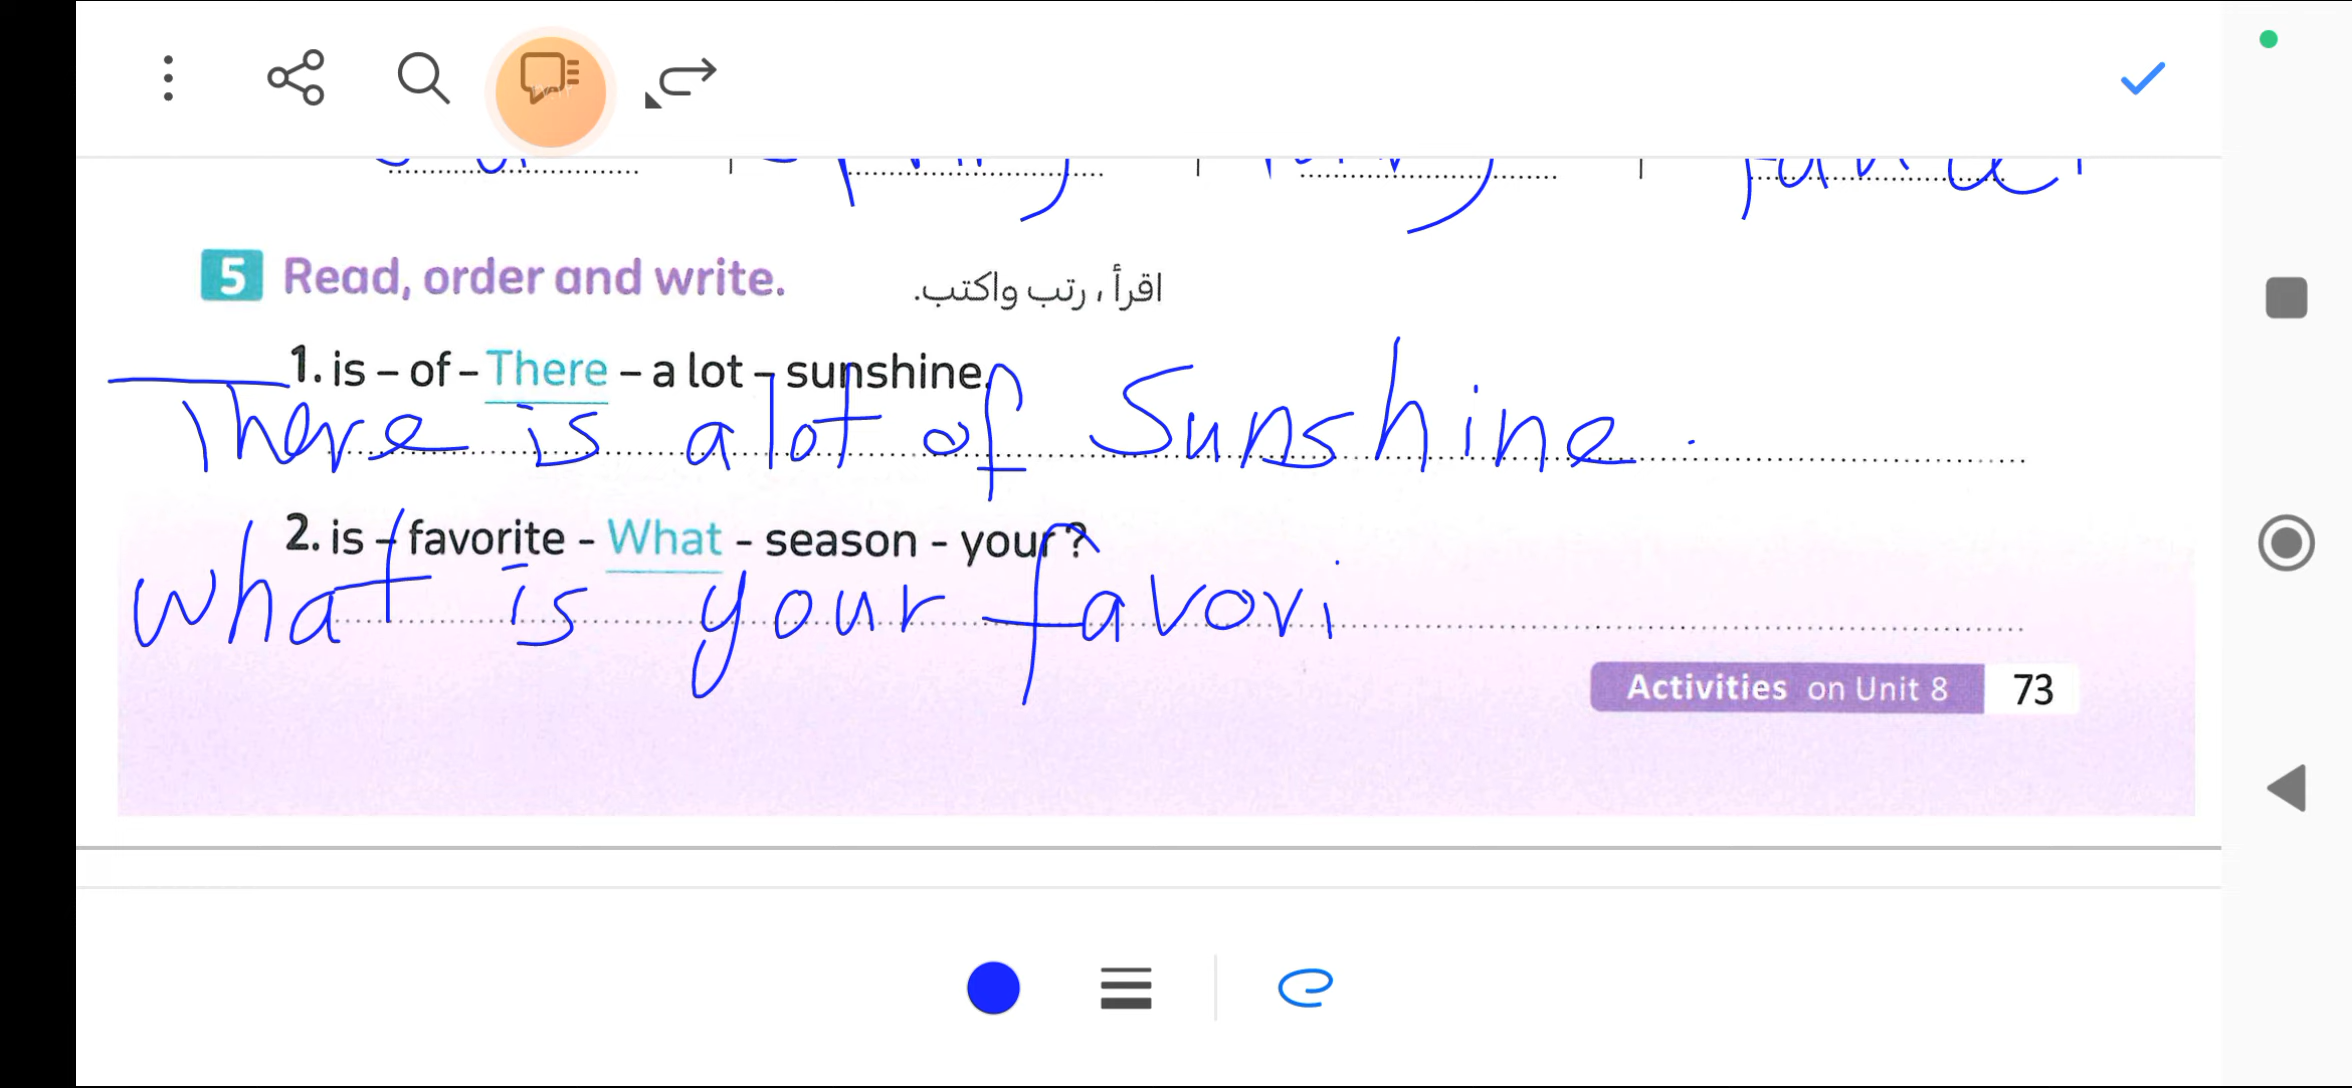 5 Read, order and write. اقرأ، رتب واكتب.
1. is – of – There – a lot – sunshine.
There is a lot of Sunshine.
2. is – favorite - What - season - your?
What is your favori
Activities on Unit 8 73